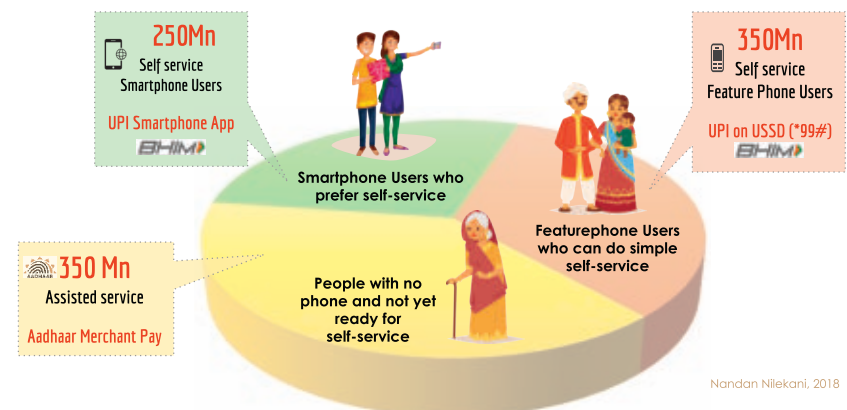 250Mn
Self service
Smartphone Users
UPI Smartphone App
BHIM
350Mn
Self service
Feature Phone Users
UPI on USSD (*99#)
BHIM
Smartphone Users who
prefer self-service
Featurephone Users
who can do simple
self-service
AADHAAR
350 Mn
Assisted service
Aadhaar Merchant Pay
People with no
phone and not yet
ready for
self-service
Nandan Nilekani, 2018